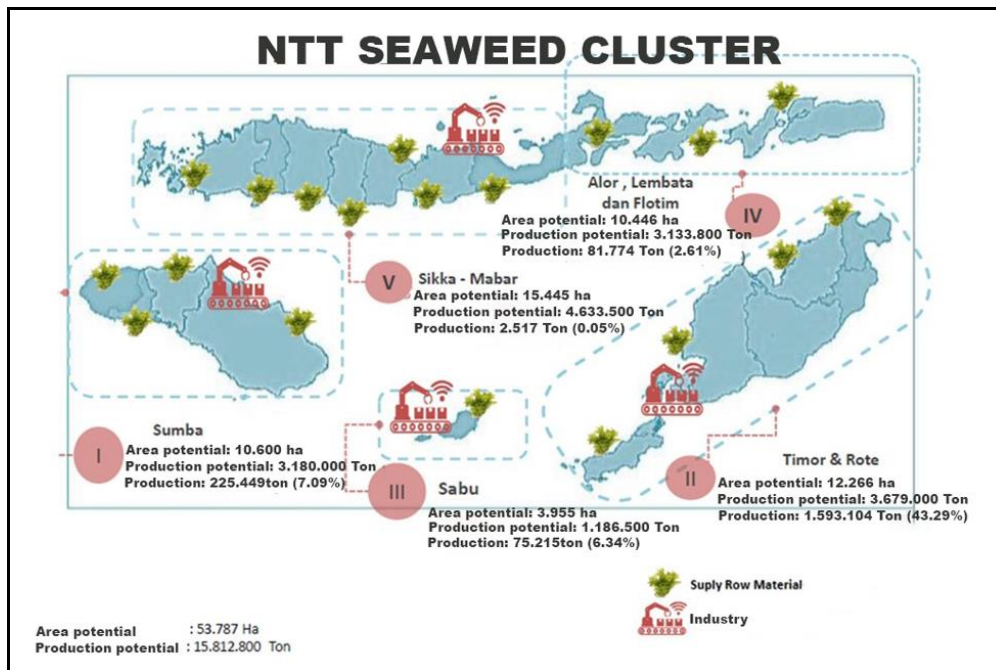 NTT SEAWEED CLUSTER
Alor , Lembata
dan Flotim
Area potential: 10.446 ha
Production potential: 3.133.800 Ton
Production: 81.774 Ton (2.61%)
IV
V
Sikka - Mabar
Area potential: 15.445 ha
Production potential: 4.633.500 Ton
Production: 2.517 Ton (0.05%)
I
Sumba
Area potential: 10.600 ha
Production potential: 3.180.000 Ton
Production: 225.449ton (7.09%)
III
Sabu
Area potential: 3.955 ha
Production potential: 1.186.500 Ton
Production: 75.215ton (6.34%)
II
Timor & Rote
Area potential: 12.266 ha
Production potential: 3.679.000 Ton
Production: 1.593.104 Ton (43.29%)
Suply Row Material
Industry
Area potential : 53.787 Ha
Production potential : 15.812.800 Ton